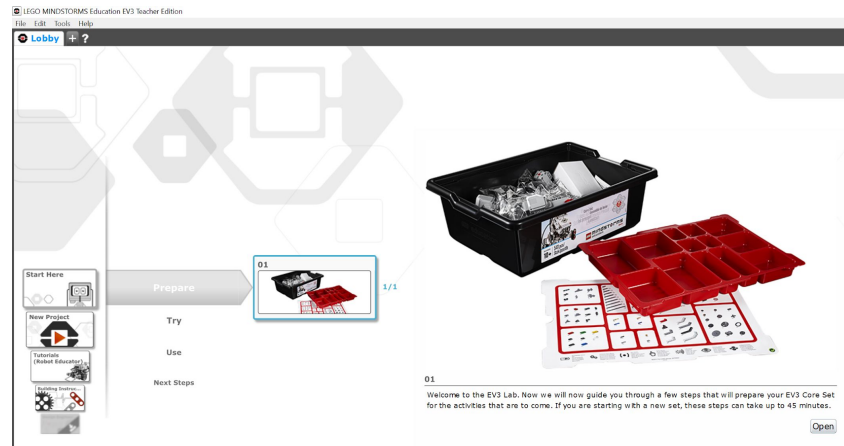 LEGO MINDSTORMS Education EV3 Teacher Edition
File Edit Tools Help
Lobby + ?
Start Here
New Project
Tutorials
(Robot Educator)
Building Instruc...
Prepare
Try
Use
Next Steps
01
1/1
MINDSTORMS
10+
01
Welcome to the EV3 Lab. Now we will now guide you through a few steps that will prepare your EV3 Core Set
for the activities that are to come. If you are starting with a new set, these steps can take up to 45 minutes.
Open